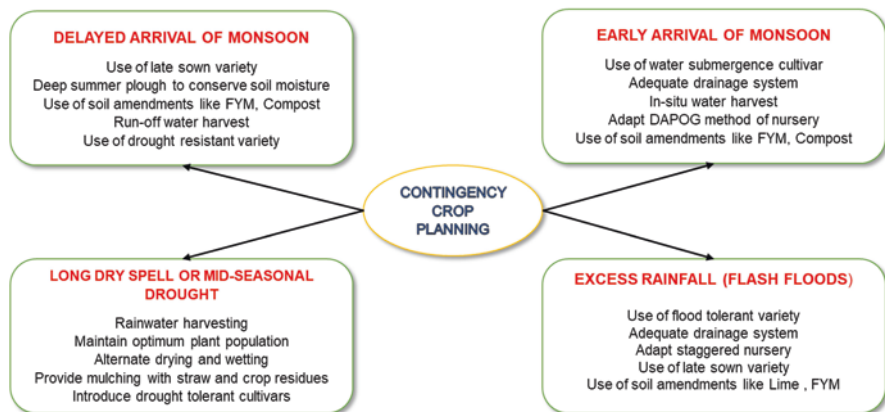 DELAYED ARRIVAL OF MONSOON
Use of late sown variety
Deep summer plough to conserve soil moisture
Use of soil amendments like FYM, Compost
Run-off water harvest
Use of drought resistant variety
EARLY ARRIVAL OF MONSOON
Use of water submergence cultivar
Adequate drainage system
In-situ water harvest
Adapt DAPOG method of nursery
Use of soil amendments like FYM, Compost
CONTINGENCY
CROP
PLANNING
LONG DRY SPELL OR MID-SEASONAL
DROUGHT
Rainwater harvesting
Maintain optimum plant population
Alternate drying and wetting
Provide mulching with straw and crop residues
Introduce drought tolerant cultivars
EXCESS RAINFALL (FLASH FLOODS)
Use of flood tolerant variety
Adequate drainage system
Adapt staggered nursery
Use of late sown variety
Use of soil amendments like Lime , FYM